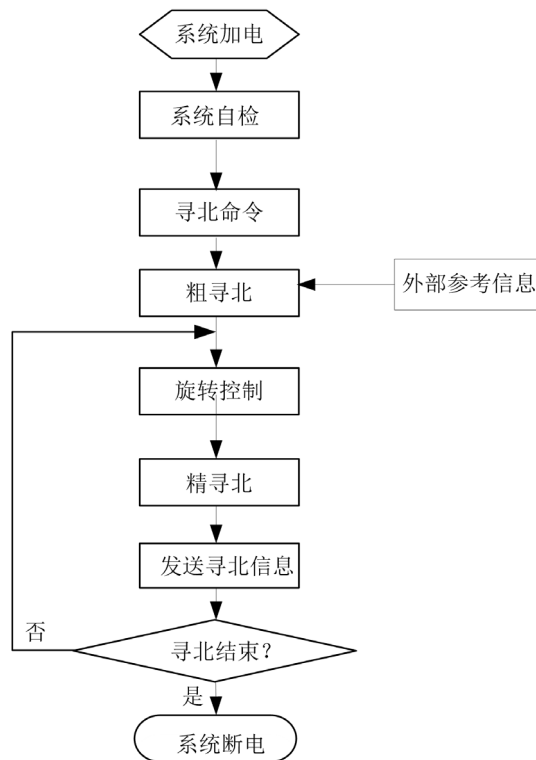 系统加电
系统自检
寻北命令
粗寻北
外部参考信息
旋转控制
精寻北
发送寻北信息
寻北结束?
否
是
系统断电